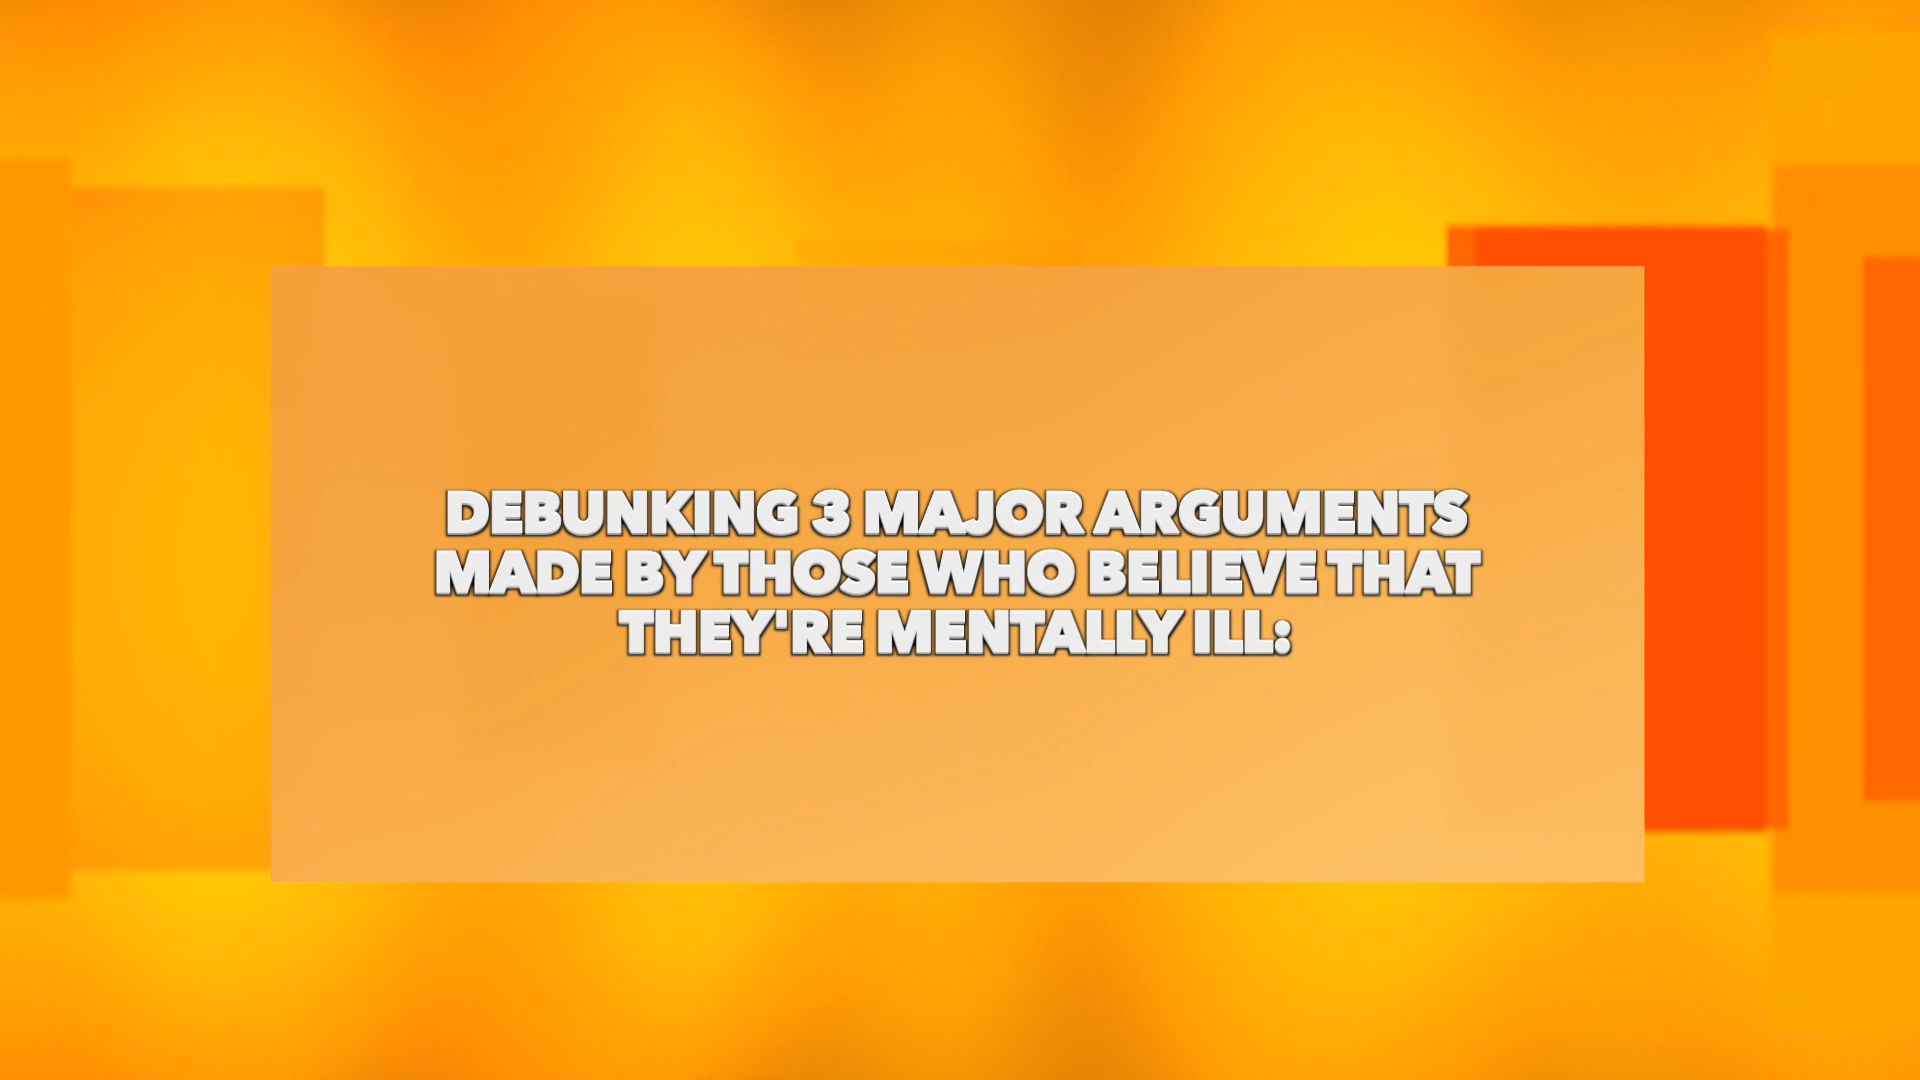 DEBUNKING 3 MAJOR ARGUMENTS
MADE BY THOSE WHO BELIEVE THAT
THEY'RE MENTALLY ILL: